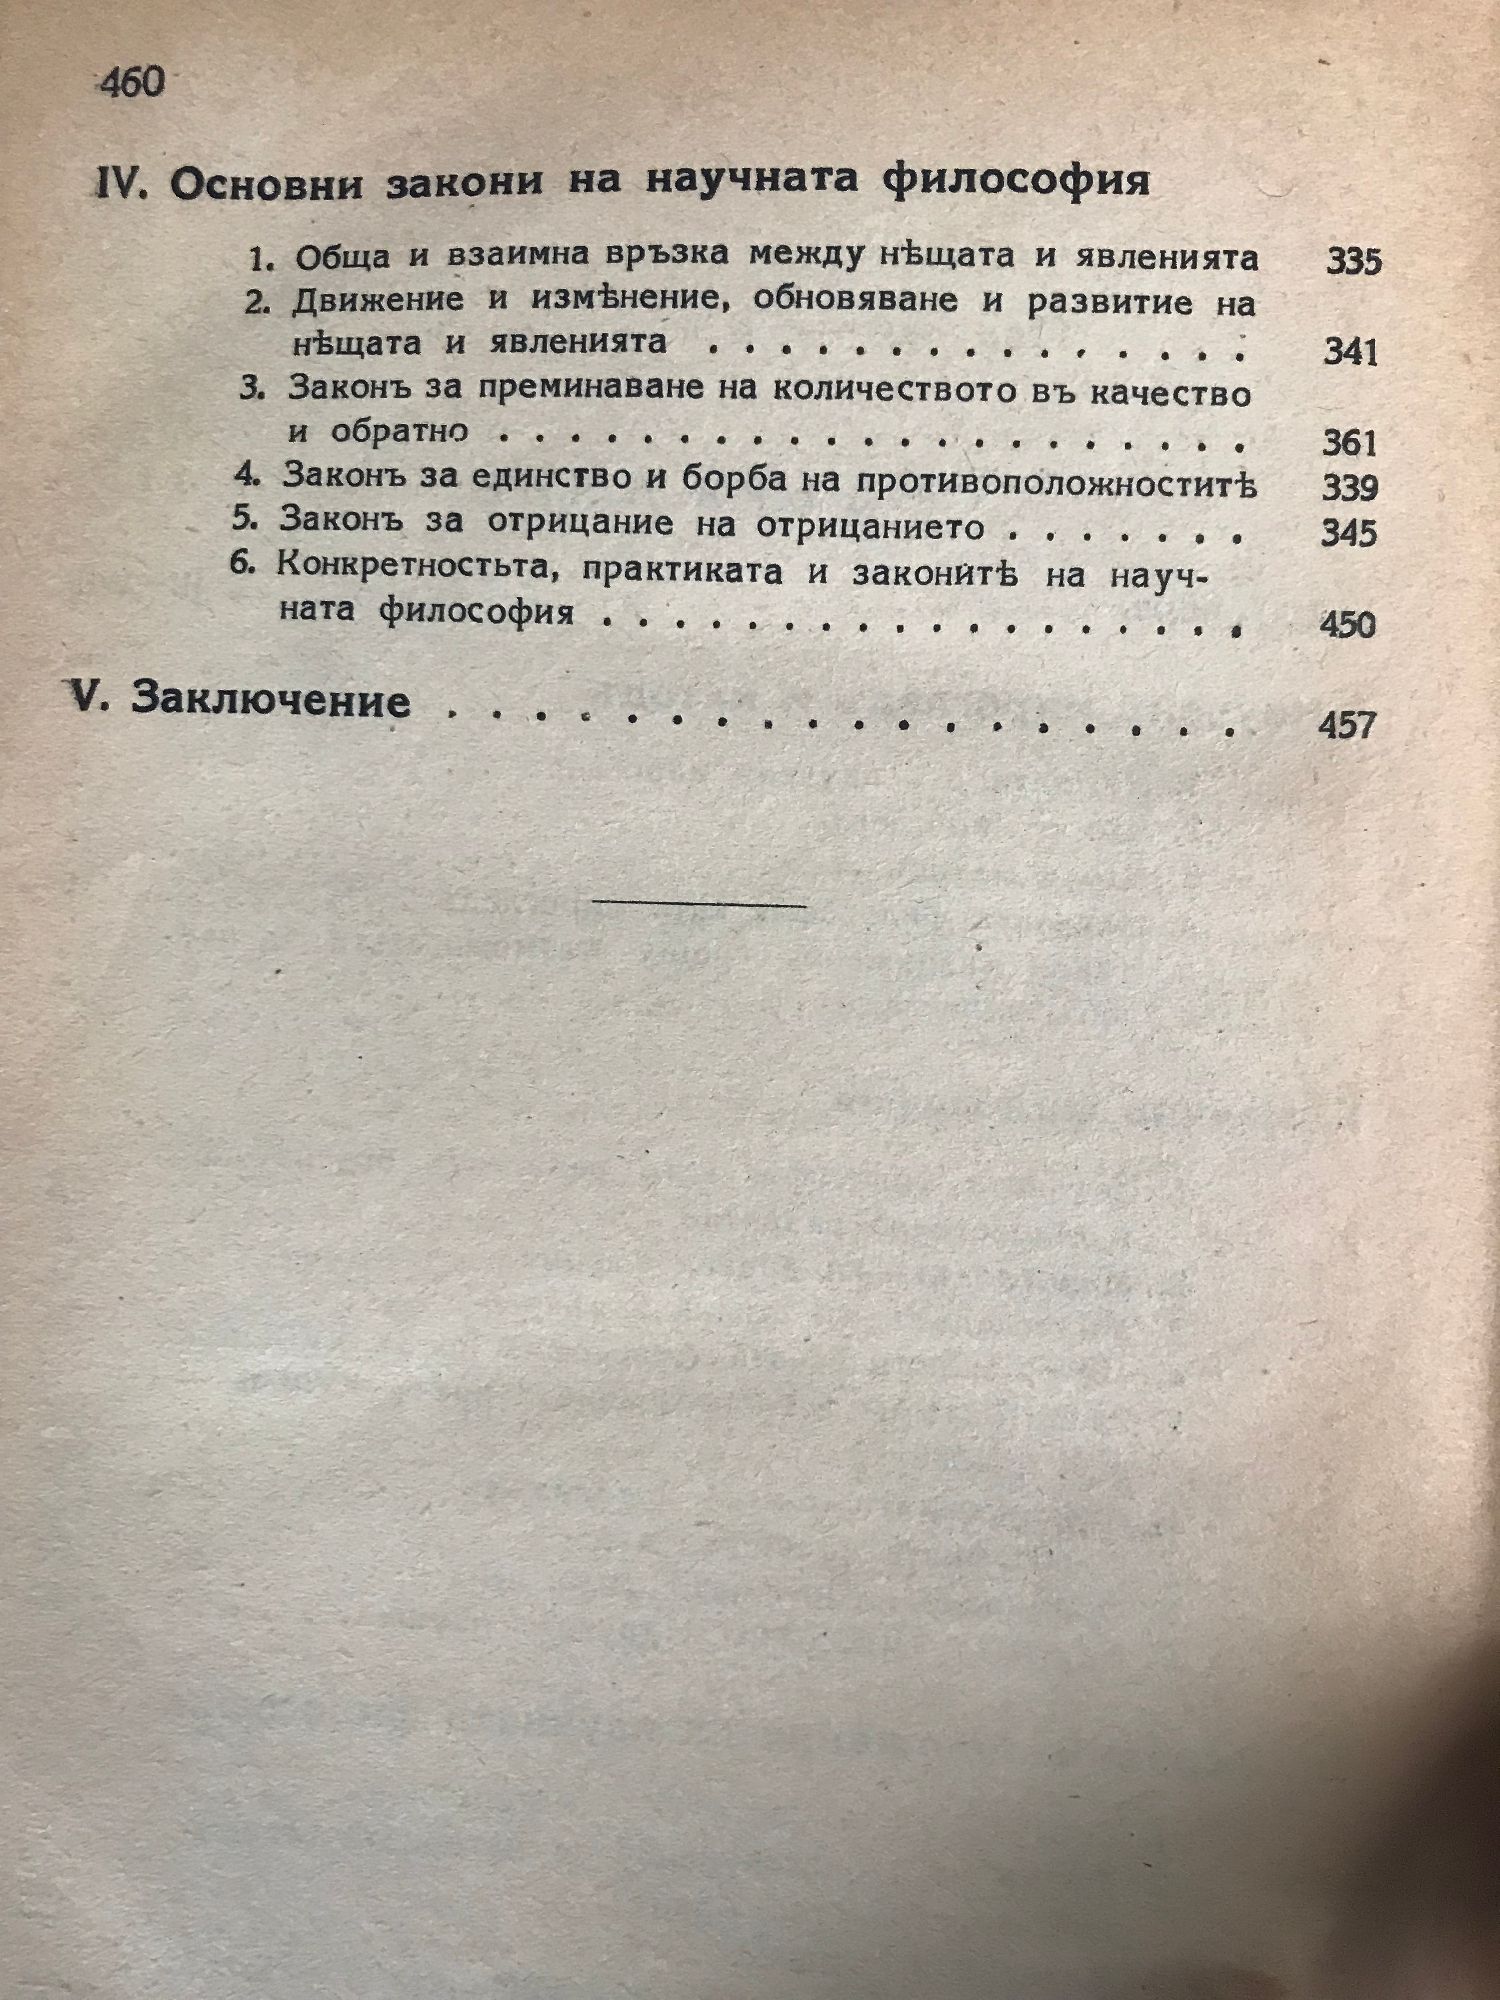 460
IV. Основни закони на научната философия
1. Обща и взаимна връзка между нѣщата и явленията 335
2. Движение и измѣнение, обновяване и развитие на
нѣщата и явленията . . . . . . . . . . . . . . . 341
3. Законъ за преминаване на количеството въ качество
и обратно . . . . . . . . . . . . . . . . . . . . . 361
4. Законъ за единство и борба на противоположноститѣ 339
5. Законъ за отрицание на отрицанието . . . . . . . 345
6. Конкретностьта, практиката и законитѣ на науч-
ната философия . . . . . . . . . . . . . . . . . . 450
V. Заключение . . . . . . . . . . . . . . . . . . 457